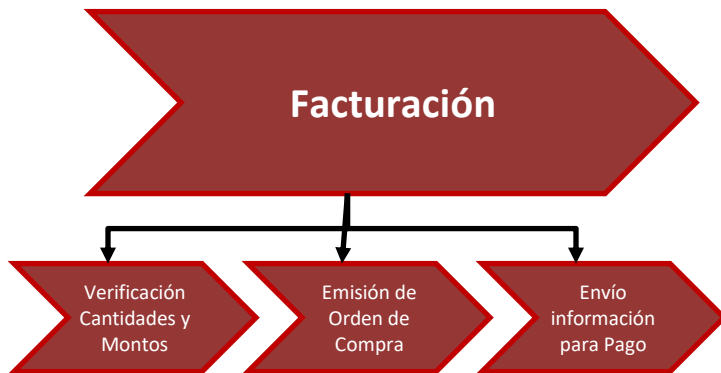 Facturación
Verificación
Cantidades y
Montos
Emisión de
Orden de
Compra
Envío
información
para Pago